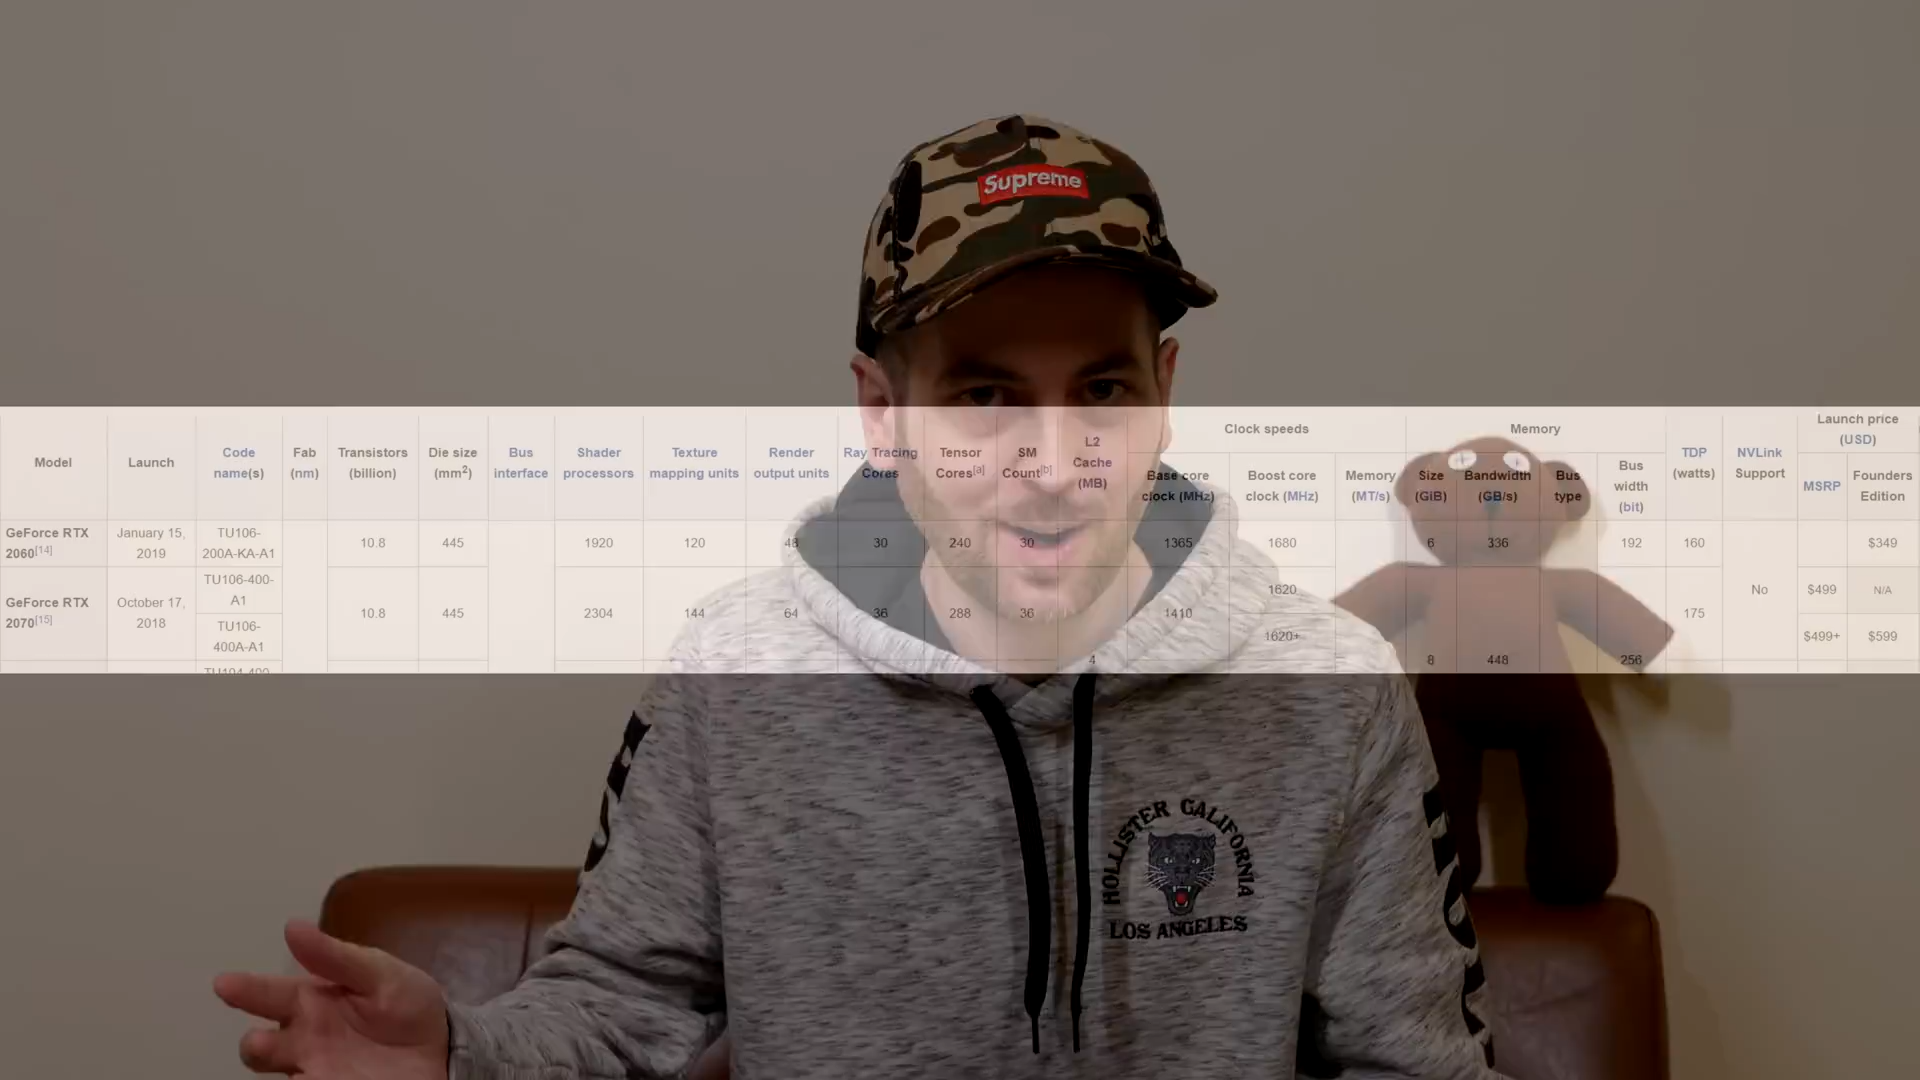 Supreme
Launch price
(USD)
Clock speeds
Memory
Model
Launch
Code
name(s)
Fab
(nm)
Transistors
(billion)
Die size
(mm2)
Bus
interface
Shader
processors
Texture
mapping units
Render
output units
Ray Tracing
Cores
Tensor
Cores[a]
SM
Count[b]
L2
Cache
(MB)
Base core
clock (MHz)
Boost core
clock (MHz)
Memory
(MT/s)
Size
(GiB)
Bandwidth
(GB/s)
Bus
type
Bus
width
(bit)
TDP
(watts)
NVLink
Support
MSRP
Founders
Edition
GeForce RTX
2060[14]
January 15,
2019
TU106-
200A-KA-A1
10.8
445
1920
120
48
30
240
30
1365
1680
6
336
192
160
$349
GeForce RTX
2070[15]
October 17,
2018
TU106-400-
A1
TU106-
400A-A1
10.8
445
2304
144
64
36
288
36
1410
1620
1620+
175
No
$499
N/A
$499+
$599
4
8
448
256
HOLLISTER CALIFORNIA
LOS ANGELES